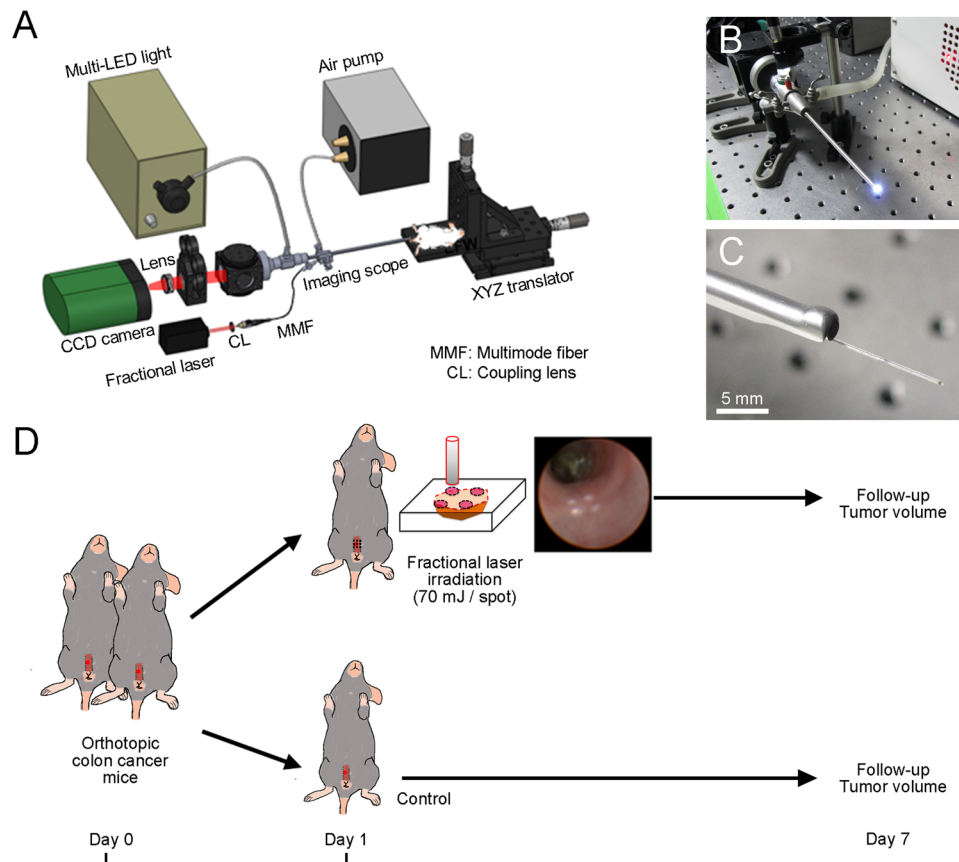 A
Multi-LED light
Air pump
Lens
Imaging scope
XYZ translator
CCD camera
CL
MMF
Fractional laser
MMF: Multimode fiber
CL: Coupling lens
B
C
5 mm
D
Fractional laser
irradiation
(70 mJ / spot)
Follow-up
Tumor volume
Orthotopic
colon cancer
mice
Control
Follow-up
Tumor volume
Day 0
Day 1
Day 7